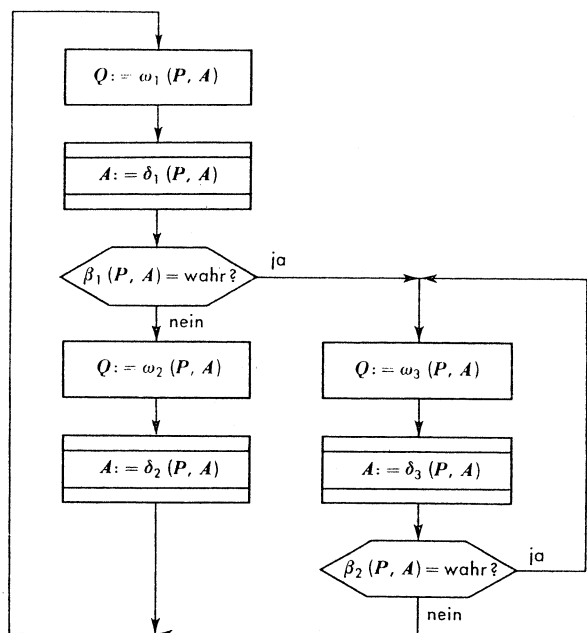 Q: = ω₁ (P, A)
A: = δ₁ (P, A)
β₁ (P, A) = wahr?
ja
nein
Q: = ω₂ (P, A)
A: = δ₂ (P, A)
Q: = ω₃ (P, A)
A: = δ₃ (P, A)
β₂ (P, A) = wahr?
ja
nein